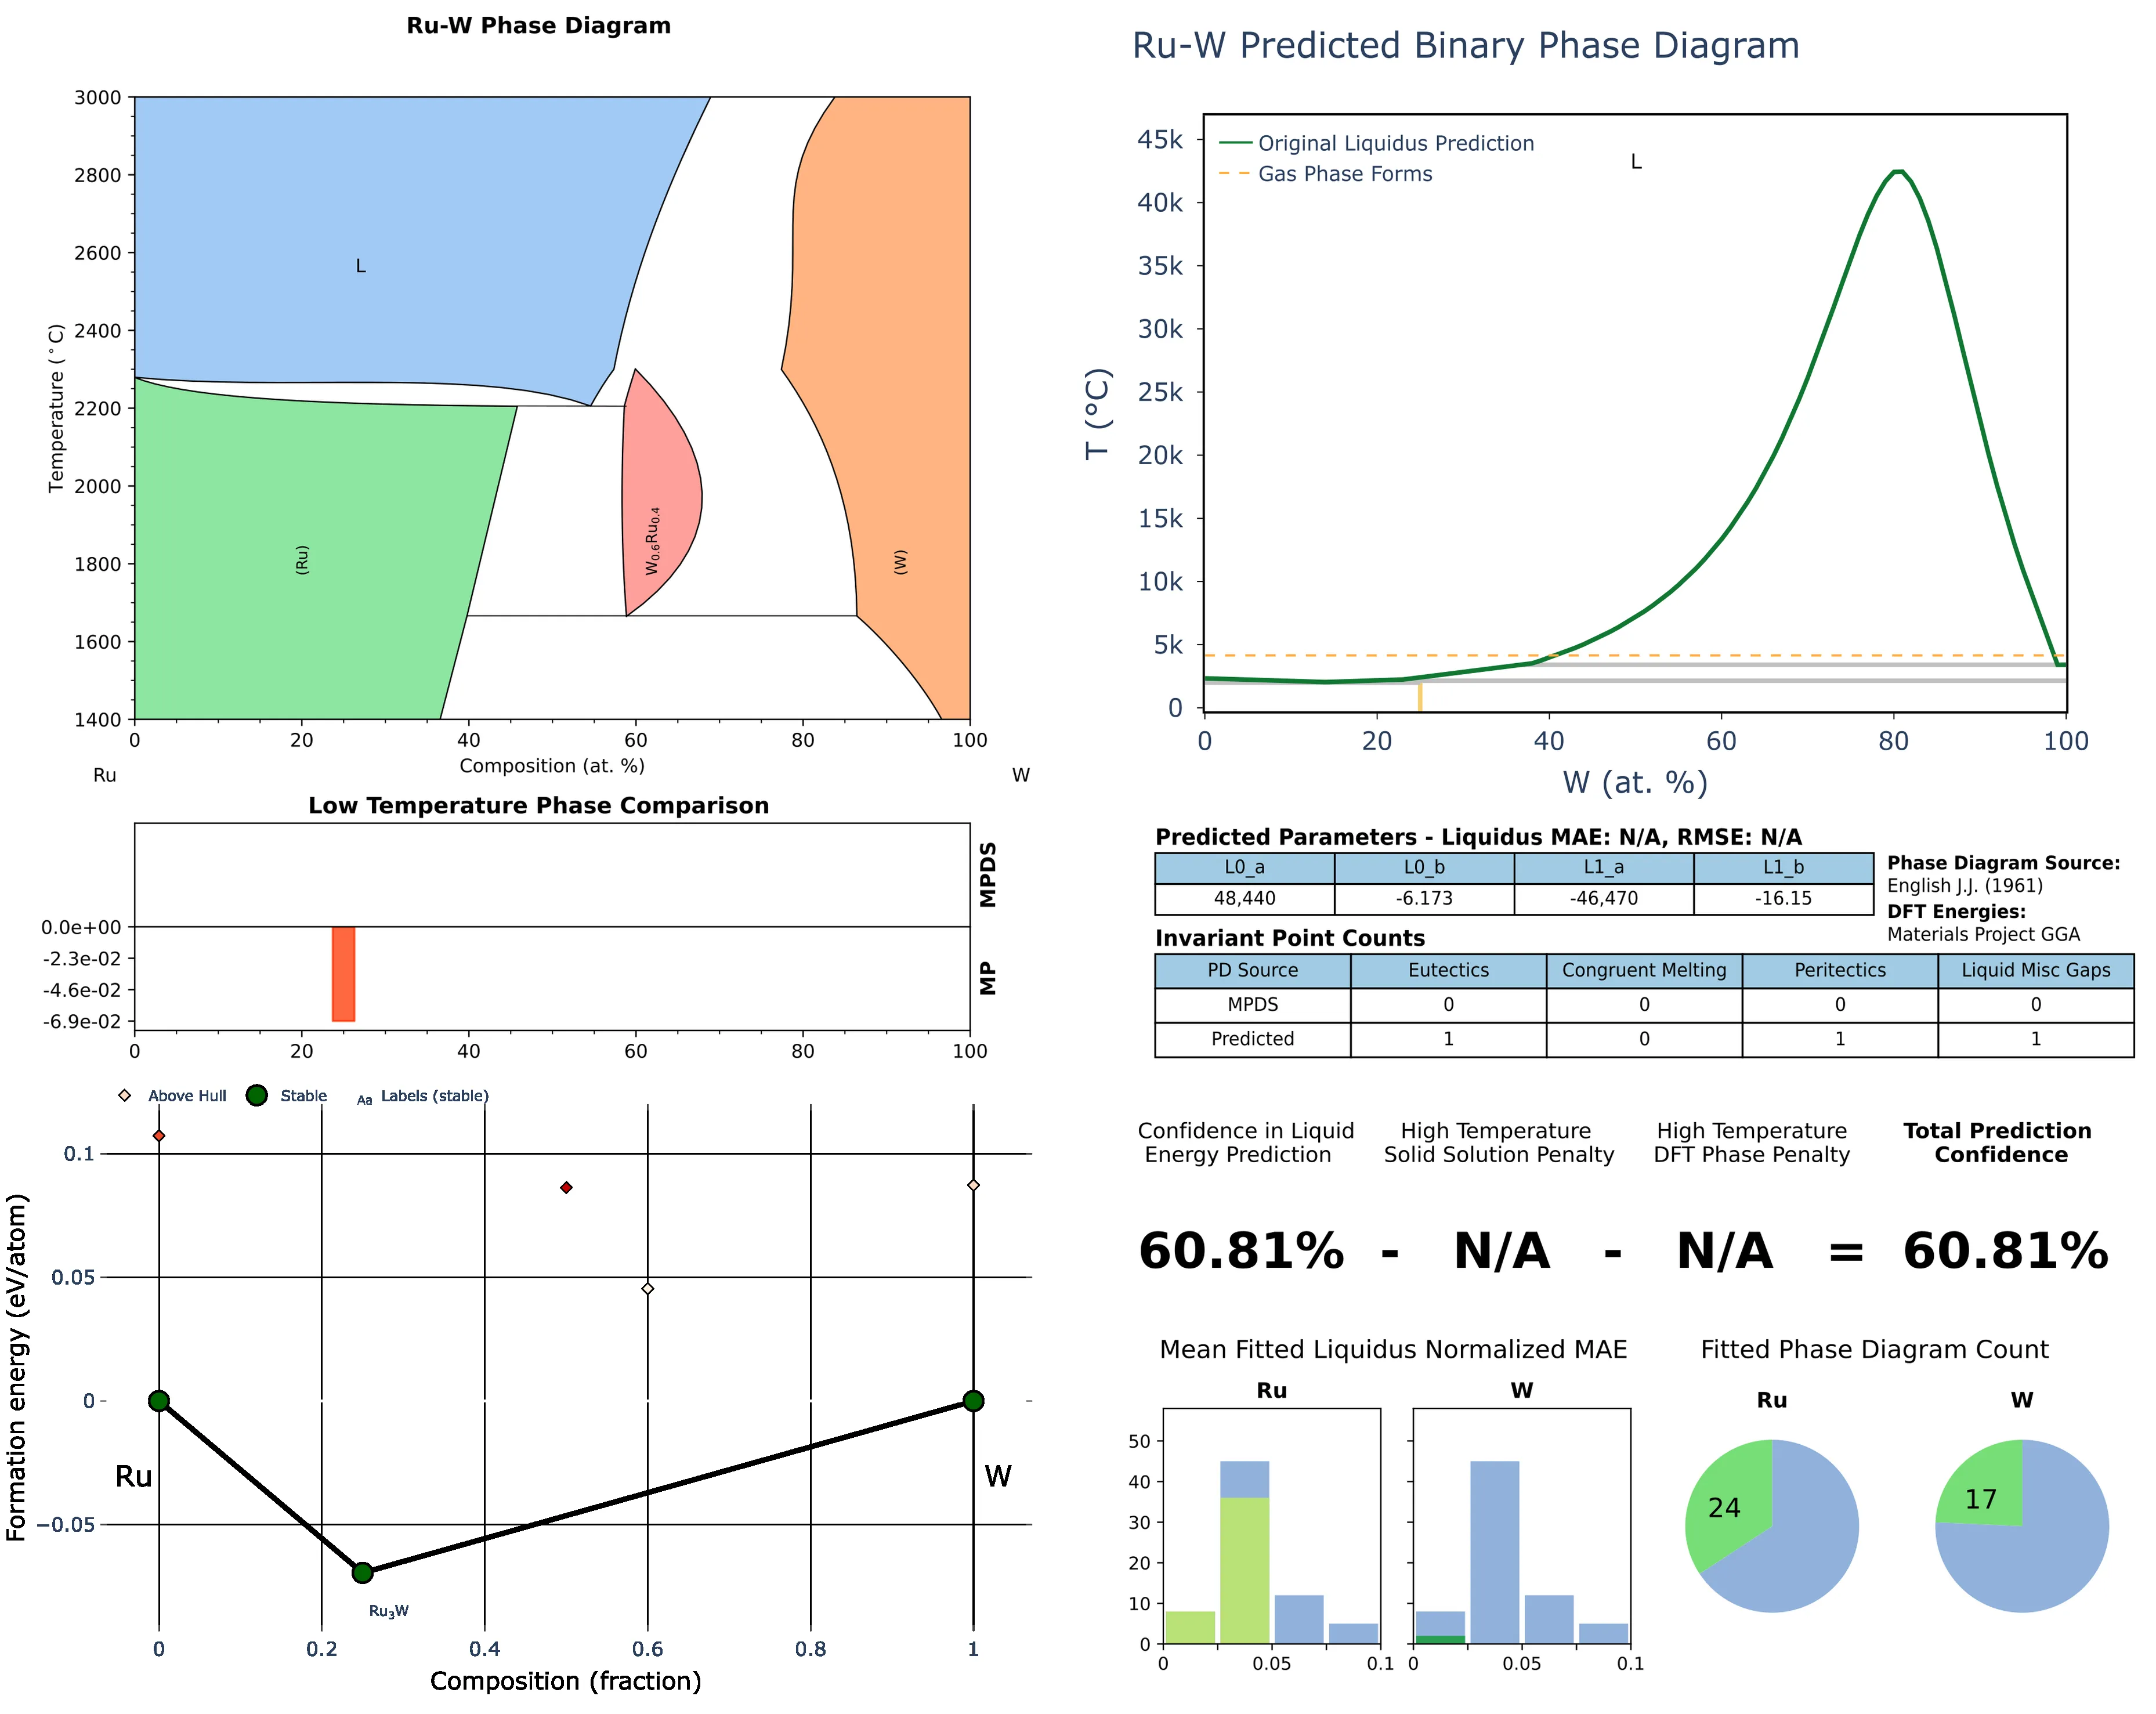 Ru-W Phase Diagram
3000
2800
2600
2400
2200
2000
1800
1600
1400
Temperature (°C)
L
(Ru)
W0.6Ru0.4
(W)
0
20
40
60
80
100
Composition (at. %)
Ru
W
Low Temperature Phase Comparison
MPDS
MP
0.0e+00
-2.3e-02
-4.6e-02
-6.9e-02
0
20
40
60
80
100
Above Hull
Stable
Aa Labels (stable)
0.1
0.05
0
−0.05
Formation energy (eV/atom)
Ru
W
Ru3W
0
0.2
0.4
0.6
0.8
1
Composition (fraction)
Ru-W Predicted Binary Phase Diagram
Original Liquidus Prediction
Gas Phase Forms
L
45k
40k
35k
30k
25k
20k
15k
10k
5k
0
T (°C)
0
20
40
60
80
100
W (at. %)
Predicted Parameters - Liquidus MAE: N/A, RMSE: N/A
L0_a L0_b L1_a L1_b
48,440 -6.173 -46,470 -16.15
Phase Diagram Source:
English J.J. (1961)
DFT Energies:
Materials Project GGA
Invariant Point Counts
PD Source Eutectics Congruent Melting Peritectics Liquid Misc Gaps
MPDS 0 0 0 0
Predicted 1 0 1 1
Confidence in Liquid
Energy Prediction
High Temperature
Solid Solution Penalty
High Temperature
DFT Phase Penalty
Total Prediction
Confidence
60.81% - N/A - N/A = 60.81%
Mean Fitted Liquidus Normalized MAE
Ru
W
50
40
30
20
10
0
0
0.05
0.1
0
0.05
0.1
Fitted Phase Diagram Count
Ru
W
24
17